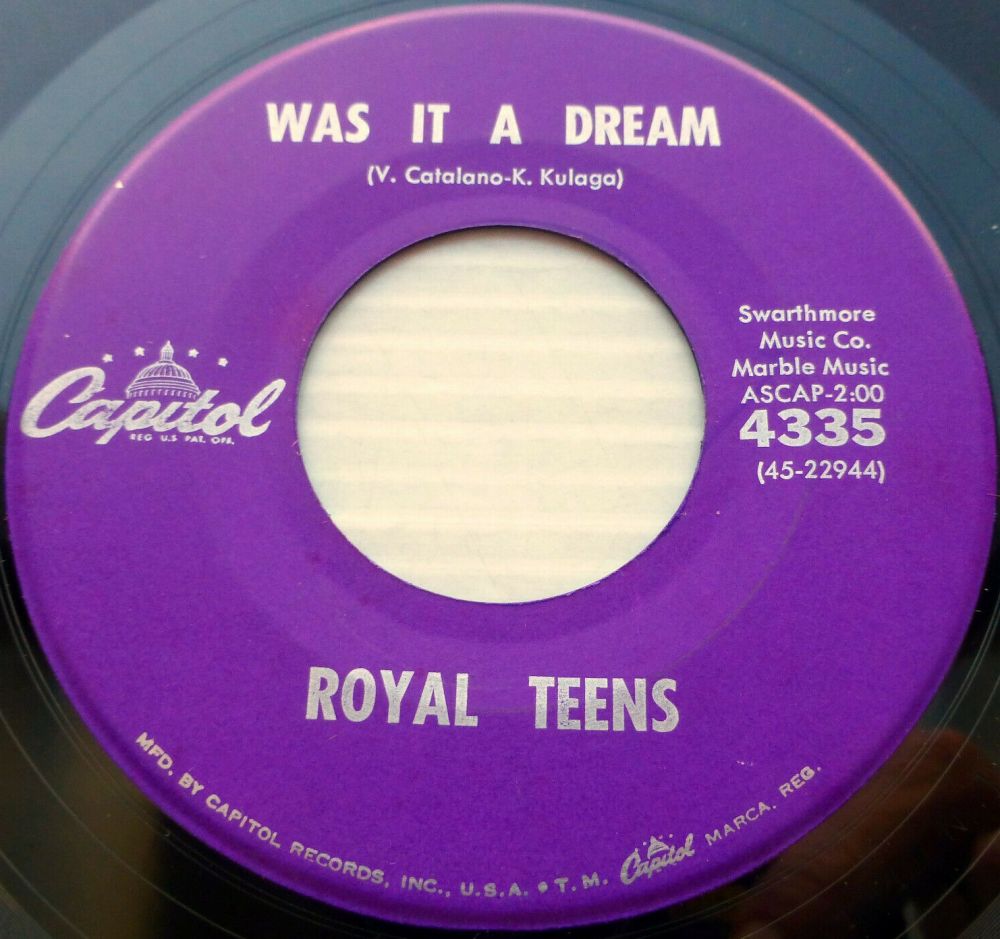 WAS IT A DREAM
(V. Catalano-K. Kulaga)
Swarthmore
Music Co.
Marble Music
ASCAP-2:00
4335
(45-22944)
Capitol
REG U.S. PAT. OFF.
ROYAL TEENS
MFD. BY CAPITOL RECORDS, INC., U.S.A. • T.M. Capitol MARCA. REG.